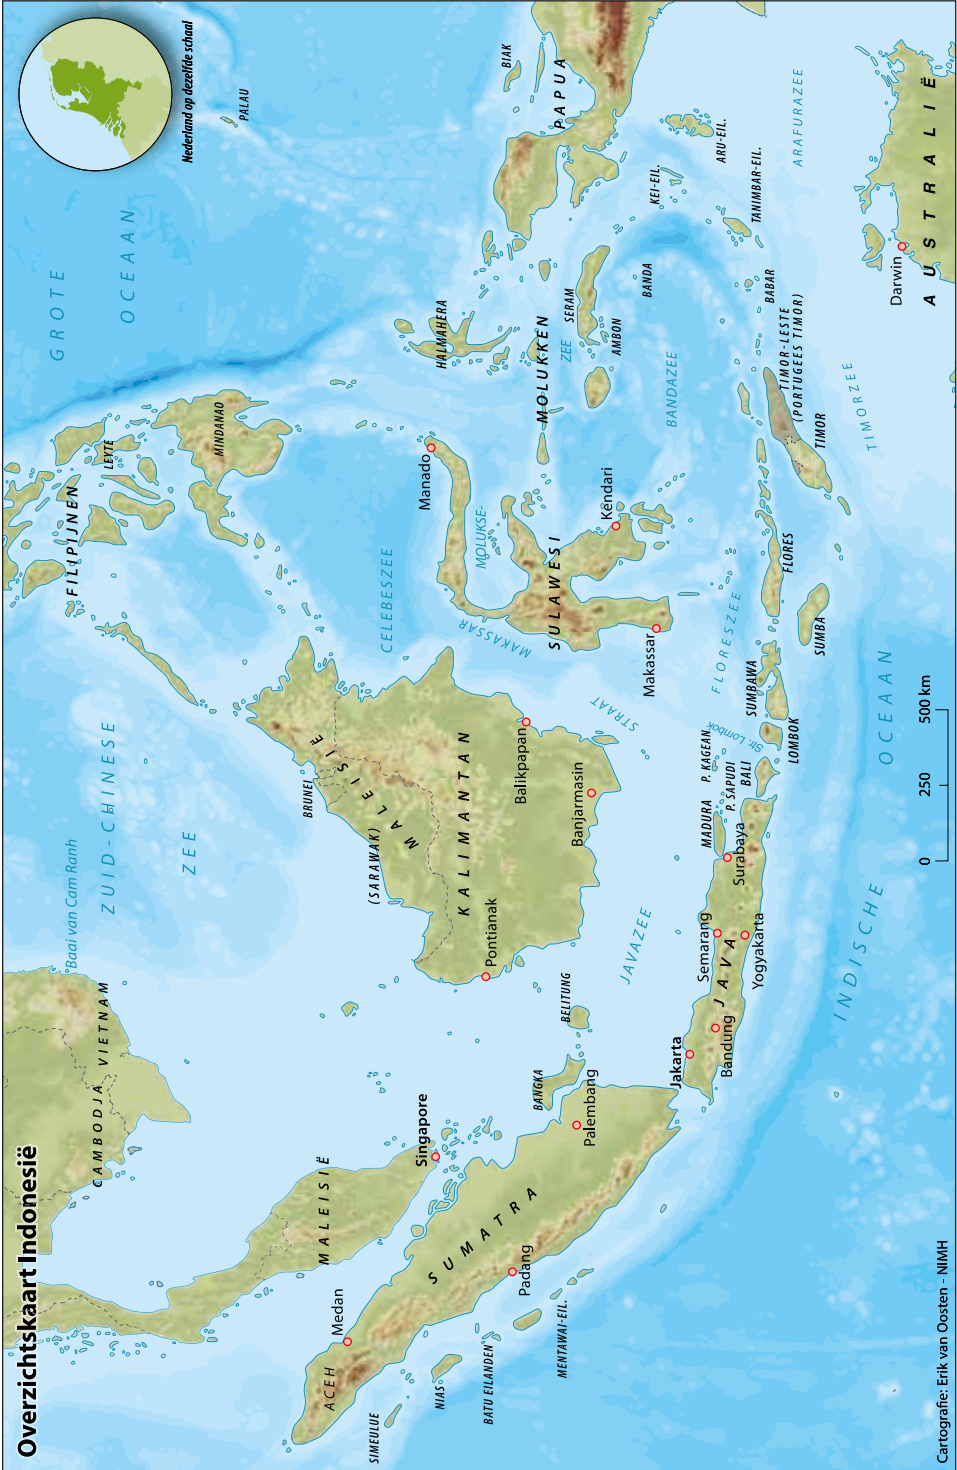 Overzichtskaart Indonesië
Nederland op dezelfde schaal
GROTE
OCEAAN
PALAU
BIAK
PAPUA
ARU-EIL.
KEI-EIL.
TANIMBAR-EIL.
ARAFURAZEE
AUSTRALIË
Darwin
FILIPIJNEN
LEYTE
MINDANAO
HALMAHERA
MOLUKKEN
ZEE
SERAM
AMBON
BANDA
BANDAZEE
BABAR
TIMOR-LESTE
(PORTUGEES TIMOR)
TIMOR
TIMORZEE
Manado
MOLUKSE-
CELEBESZEE
SULAWESI
Kendari
Makassar
MAKASSAR
STRAAT
FLORESZEE
FLORES
SUMBA
SUMBAWA
LOMBOK
Str. Lombok
BALI
P. KAGEAN
P. SAPUDI
MADURA
ZUID-CHINESE
ZEE
Baai van Cam Ranh
CAMBODJA
VIETNAM
BRUNEI
MALEISIË
(SARAWAK)
KALIMANTAN
Balikpapan
Banjarmasin
Pontianak
BELITUNG
BANGKA
JAVAZEE
Surabaya
Semarang
JAVA
Yogyakarta
Bandung
Jakarta
Palembang
Singapore
MALEISIË
SUMATRA
Padang
Medan
ACEH
SIMEULUE
NIAS
BATU EILANDEN
MENTAWAI-EIL.
INDISCHE
OCEAAN
0
250
500 km
Cartografie: Erik van Oosten - NIMH